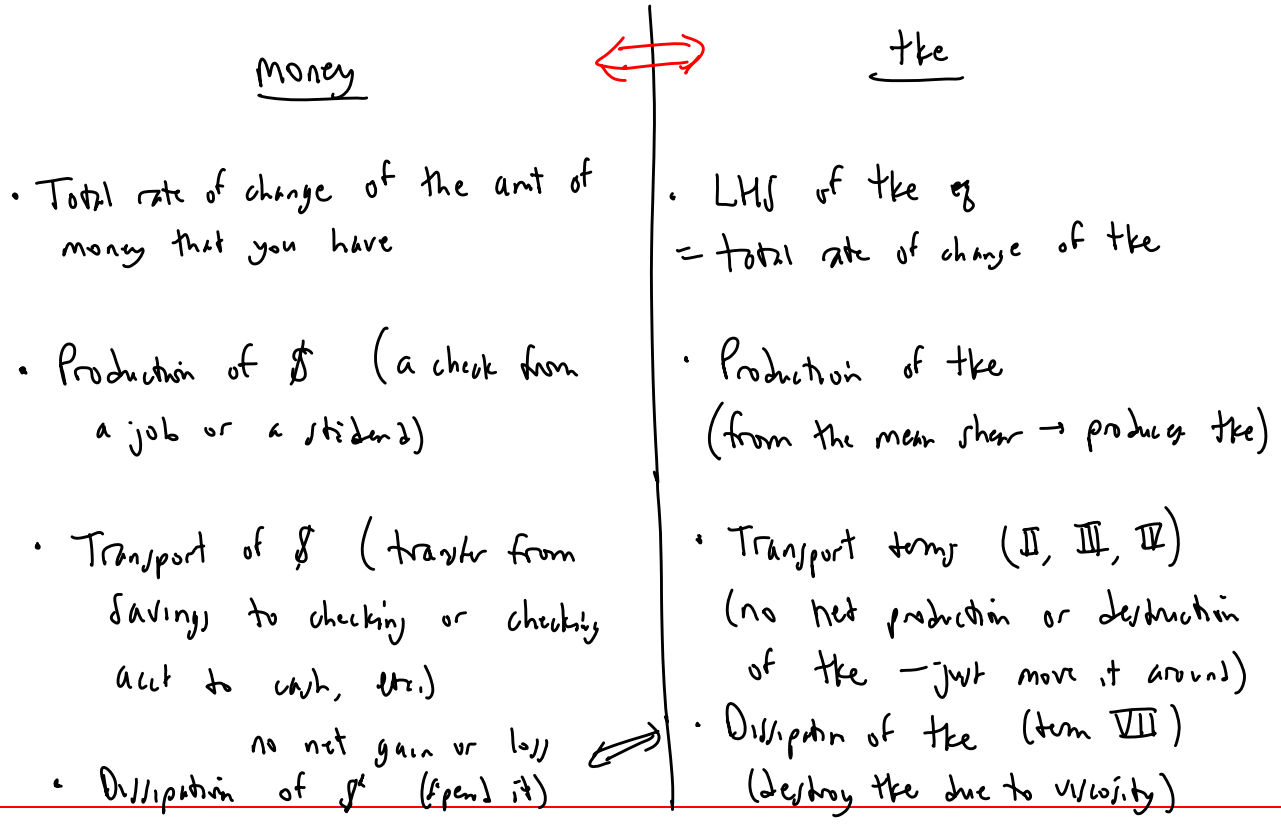 money
• Total rate of change of the amt of
money that you have
• Production of $ (a check from
a job or a stidend)
• Transport of $ (transfer from
savings to checking or checking
acct to cash, etc.)
no net gain or loss
• Dissipation of $ (spend it)
tke
• LHS of tke eq
= total rate of change of tke
• Production of tke
(from the mean shear → produces tke)
• Transport terms (II, III, IV)
(no net production or destruction
of tke — just move it around)
• Dissipation of tke (term VII)
(destroy tke due to viscosity)